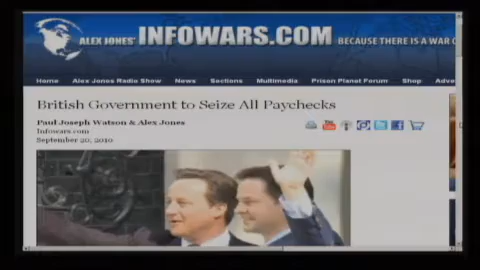 ALEX JONES' INFOWARS.COM BECAUSE THERE IS A WAR
Home Alex Jones Radio Show News Sections Multimedia Prison Planet Forum Shop Adve
British Government to Seize All Paychecks
Paul Joseph Watson & Alex Jones
Infowars.com
September 20, 2010